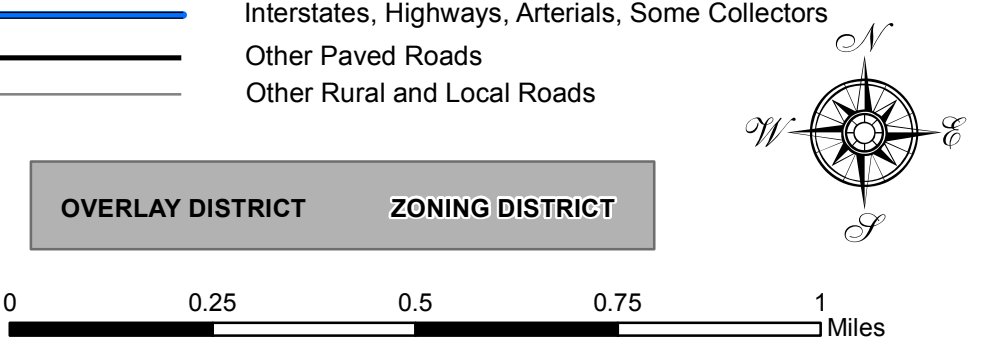 Interstates, Highways, Arterials, Some Collectors
Other Paved Roads
Other Rural and Local Roads
N
W E
S
OVERLAY DISTRICT ZONING DISTRICT
0 0.25 0.5 0.75 1
Miles